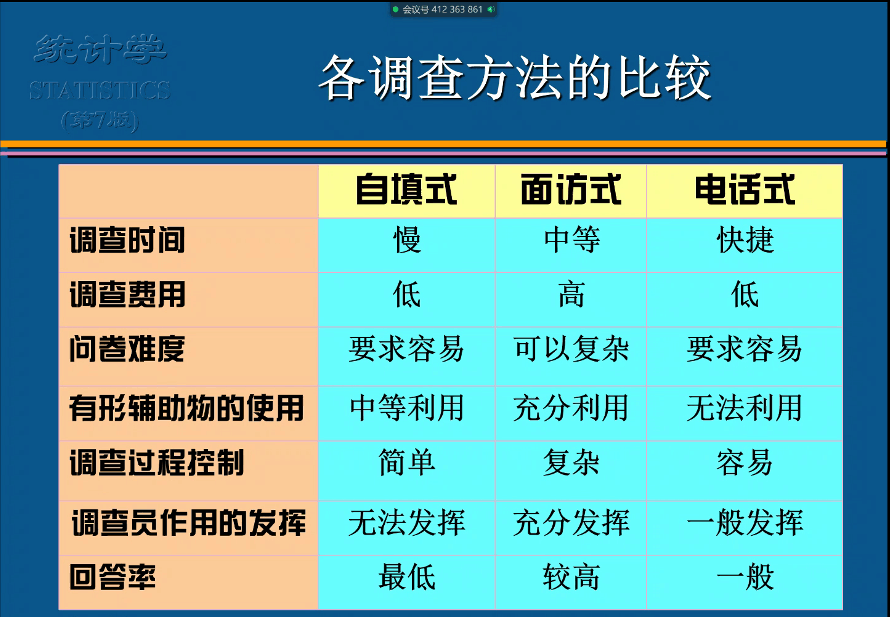 会议号 412 363 861
统计学
STATISTICS
(第7版)
各调查方法的比较
自填式 面访式 电话式
调查时间 慢 中等 快捷
调查费用 低 高 低
问卷难度 要求容易 可以复杂 要求容易
有形辅助物的使用 中等利用 充分利用 无法利用
调查过程控制 简单 复杂 容易
调查员作用的发挥 无法发挥 充分发挥 一般发挥
回答率 最低 较高 一般